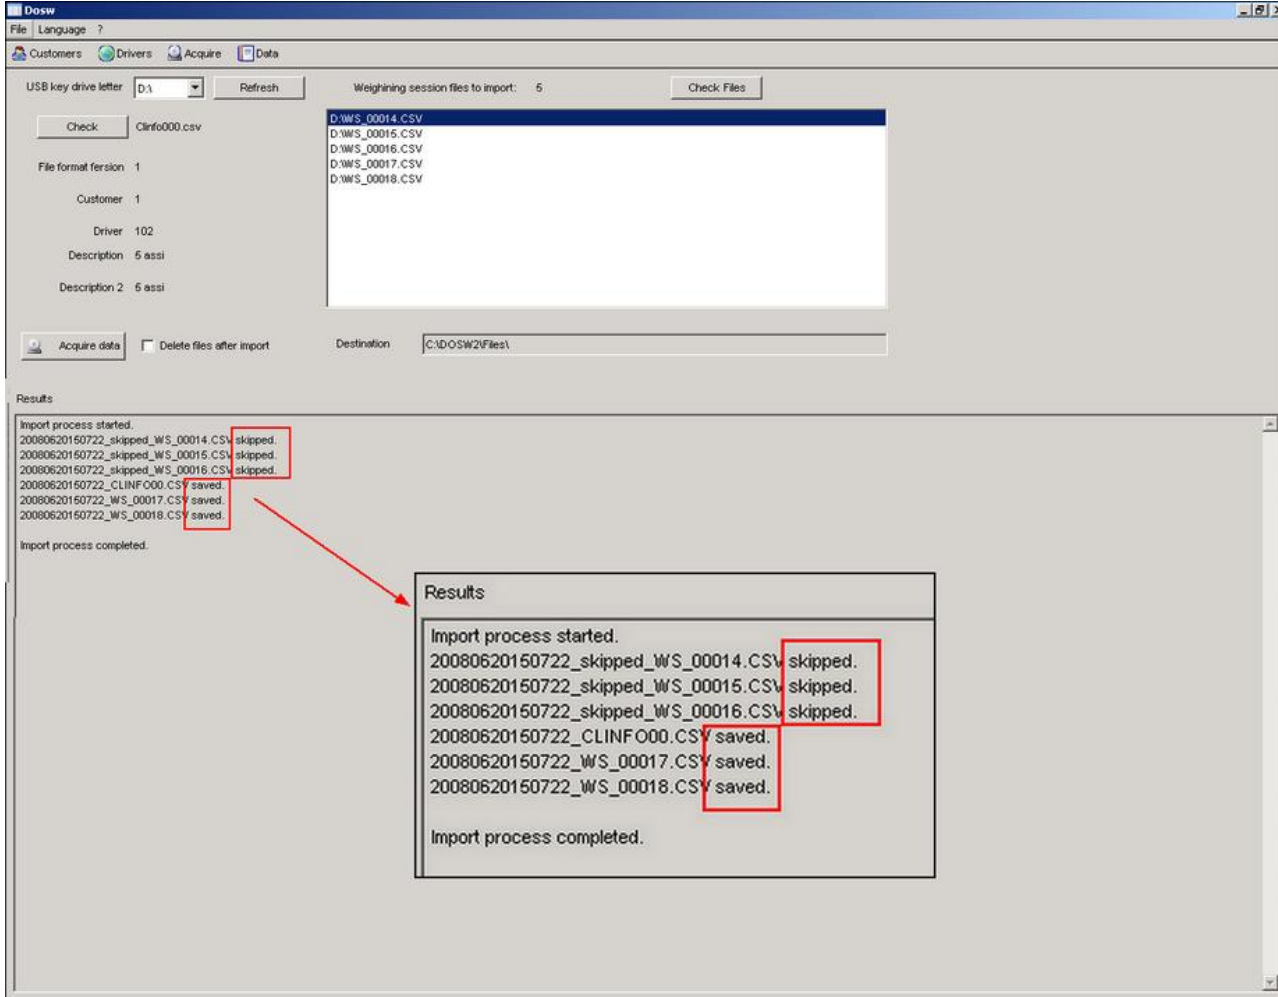 Dosw
File Language ?
Customers Drivers Acquire Data
USB key drive letter D:\ Refresh Weighining session files to import: 5 Check Files
Check Clinfo000.csv
D:\WS_00014.CSV
D:\WS_00015.CSV
D:\WS_00016.CSV
D:\WS_00017.CSV
D:\WS_00018.CSV
File format fersion 1
Customer 1
Driver 102
Description 5 assi
Description 2 5 assi
Acquire data Delete files after import Destination C:\DOSW2\Files\
Results
Import process started.
20080620150722_skipped_WS_00014.CSV skipped.
20080620150722_skipped_WS_00015.CSV skipped.
20080620150722_skipped_WS_00016.CSV skipped.
20080620150722_CLINFO00.CSV saved.
20080620150722_WS_00017.CSV saved.
20080620150722_WS_00018.CSV saved.
Import process completed.
Results
Import process started.
20080620150722_skipped_WS_00014.CSV skipped.
20080620150722_skipped_WS_00015.CSV skipped.
20080620150722_skipped_WS_00016.CSV skipped.
20080620150722_CLINFO00.CSV saved.
20080620150722_WS_00017.CSV saved.
20080620150722_WS_00018.CSV saved.
Import process completed.